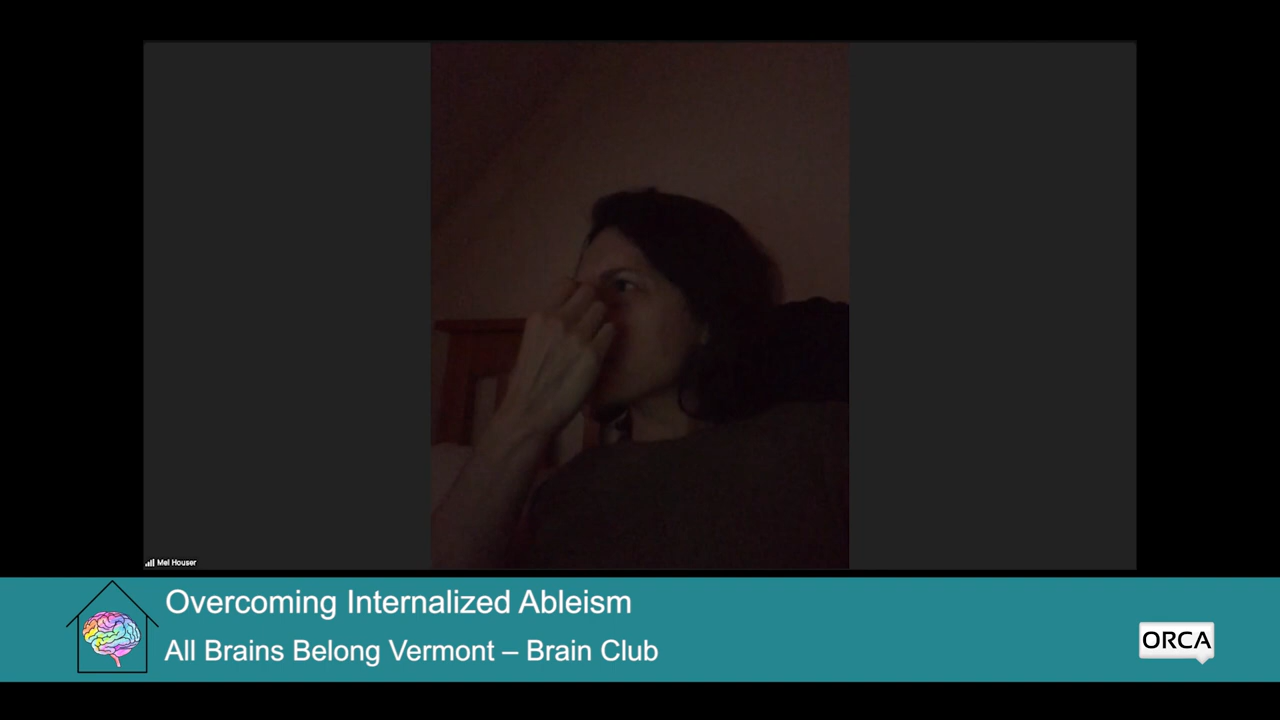 Mel Houser
Overcoming Internalized Ableism
All Brains Belong Vermont – Brain Club
ORCA